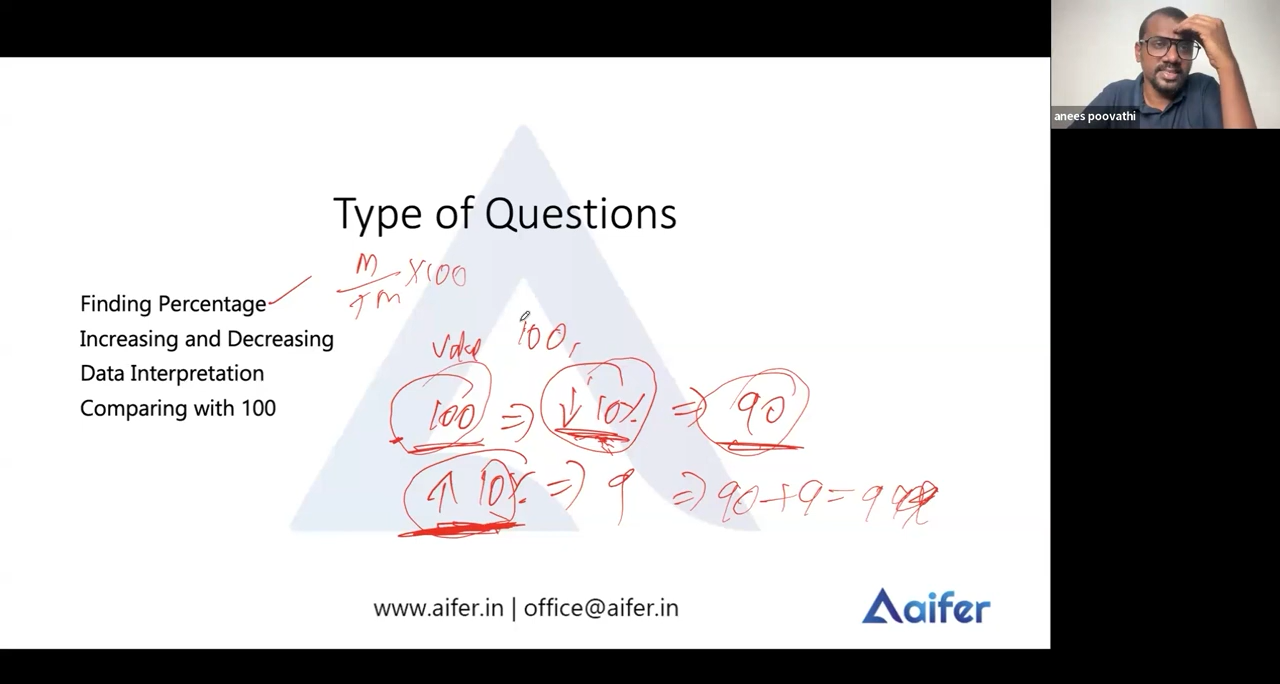 anees poovathi
Type of Questions
M/TM × 100
Finding Percentage
Increasing and Decreasing
Data Interpretation
Comparing with 100
Value 100,
100 ⇒ ↓ 10% ⇒ 90
↑ 10% ⇒ 9 ⇒ 90 + 9 = 99
www.aifer.in | office@aifer.in
aifer